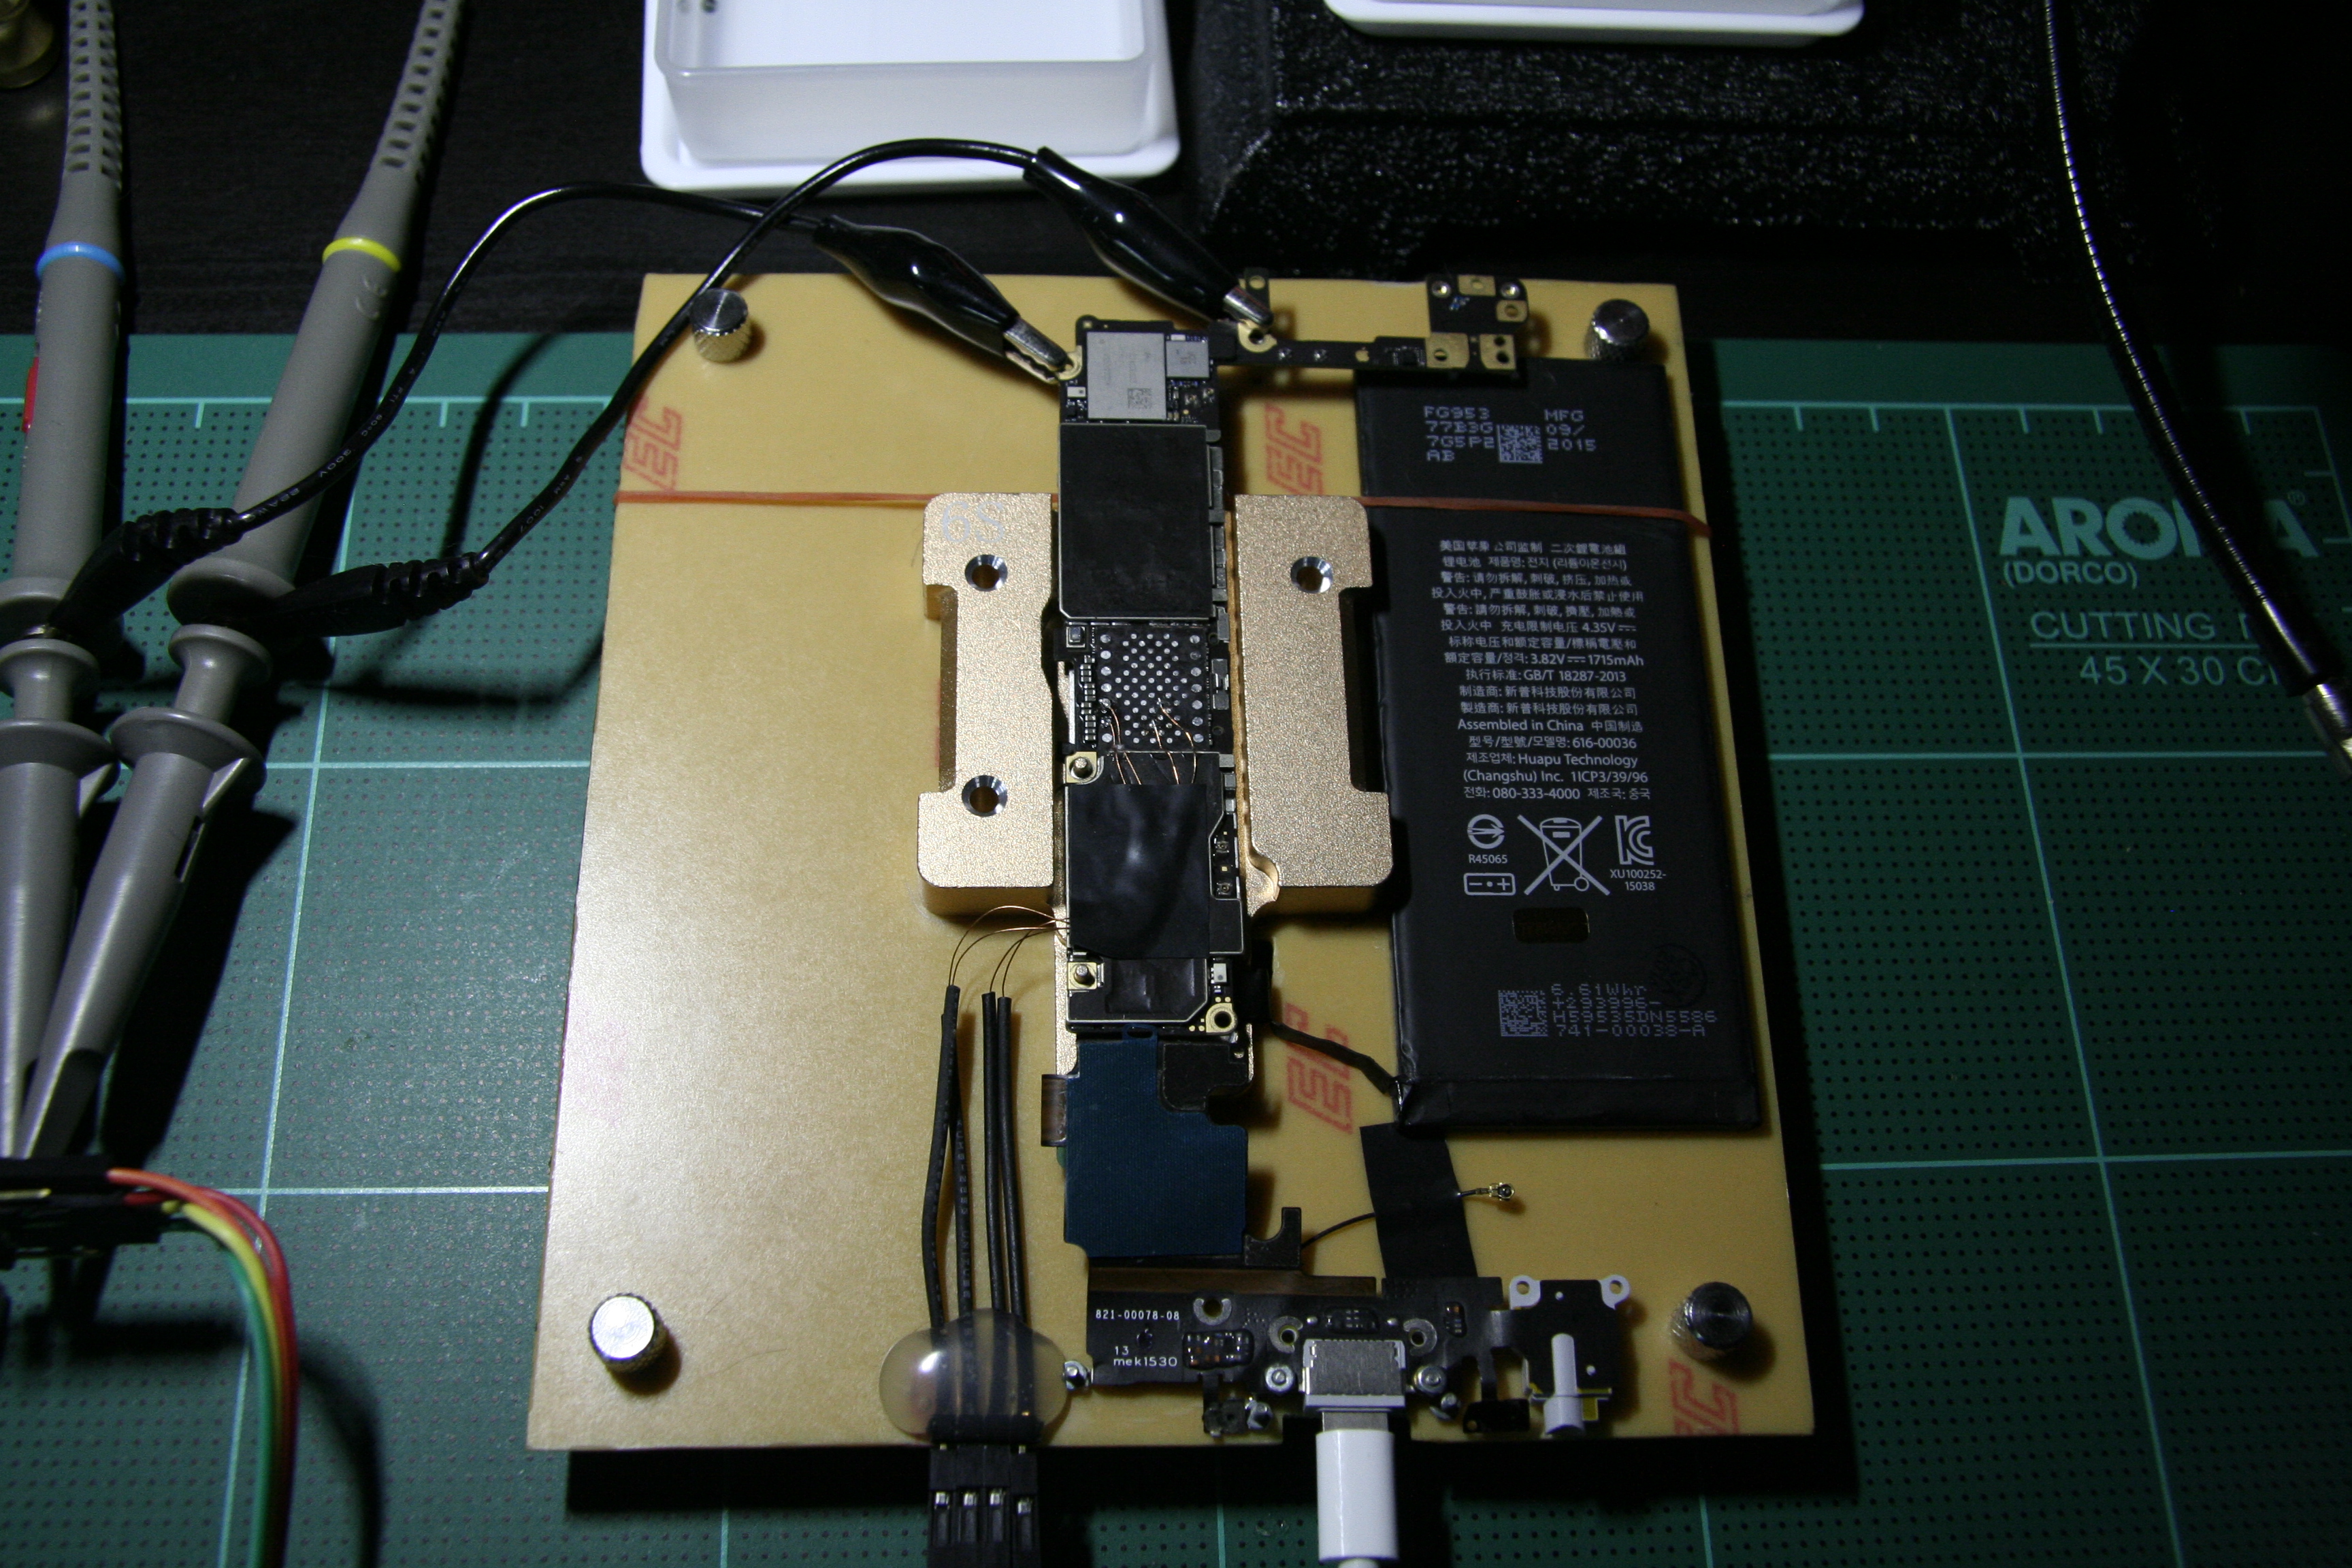 EC
EC
FG953
77B3G
7G5P2
AB
MFG
09/
2015
6S
美国苹果公司监制 二次鋰電池組
锂电池 제품명: 전지 (리튬이온전지)
警告: 请勿拆解, 刺破, 挤压, 加热或
投入火中, 严重鼓胀或浸水后禁止使用
警告: 請勿拆解, 刺破, 擠壓, 加熱或
投入火中 充电限制电压 4.35V
标称电压和额定容量/標稱電壓和
額定容量/정격: 3.82V 1715mAh
执行标准: GB/T 18287-2013
制造商: 新普科技股份有限公司
製造商: 新普科技股份有限公司
Assembled in China 中国制造
型号/型號/모델명: 616-00036
제조업체: Huapu Technology
(Changshu) Inc. 1ICP3/39/96
전화: 080-333-4000 제조국: 중국
R45065
XU100252-
15038
6.61Whr
+293996-
H59535DN5586
741-00038-A
EC
821-00078-08
13
mek1530
EC
(DORCO)
CUTTING
45 X 30